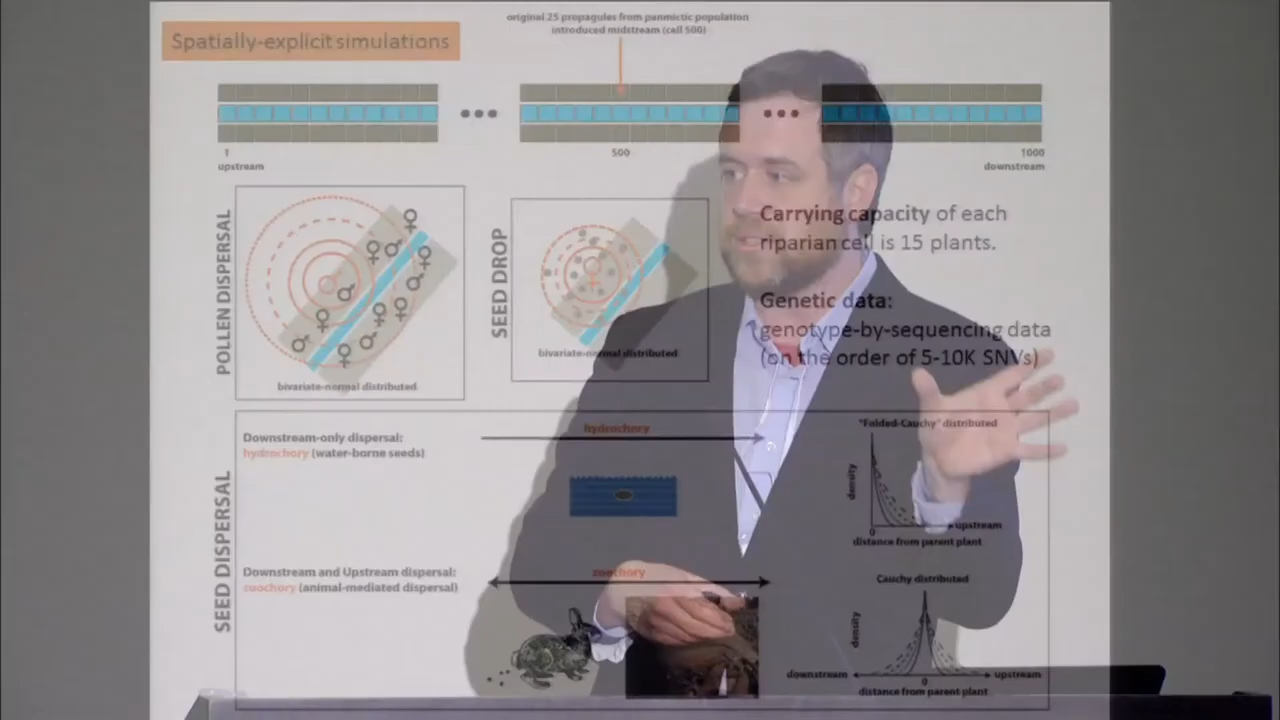 original 25 propagules from panmictic population
introduced midstream (cell 500)
Spatially-explicit simulations
1
upstream
500
1000
downstream
POLLEN DISPERSAL
bivariate-normal distributed
SEED DROP
bivariate-normal distributed
Carrying capacity of each
riparian cell is 15 plants.
Genetic data:
genotype-by-sequencing data
(on the order of 5-10K SNVs)
SEED DISPERSAL
Downstream-only dispersal:
hydrochory (water-borne seeds)
hydrochory
"Folded-Cauchy" distributed
density
0
upstream
distance from parent plant
Downstream and Upstream dispersal:
zoochory (animal-mediated dispersal)
zoochory
Cauchy distributed
density
downstream
0
upstream
distance from parent plant